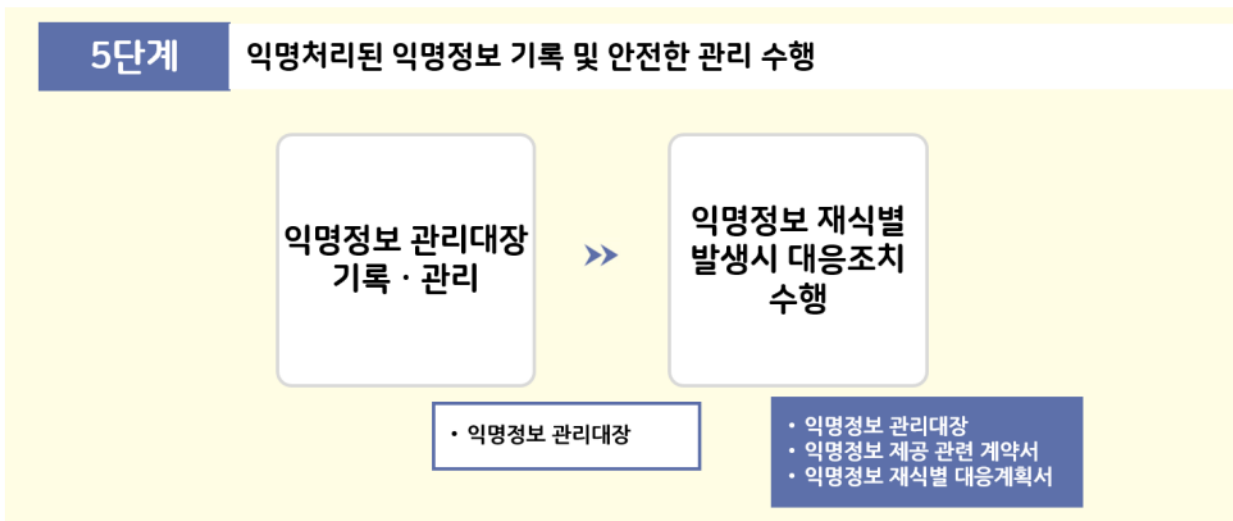 5단계
익명처리된 익명정보 기록 및 안전한 관리 수행
익명정보 관리대장
기록 · 관리
익명정보 재식별
발생시 대응조치
수행
• 익명정보 관리대장
• 익명정보 관리대장
• 익명정보 제공 관련 계약서
• 익명정보 재식별 대응계획서